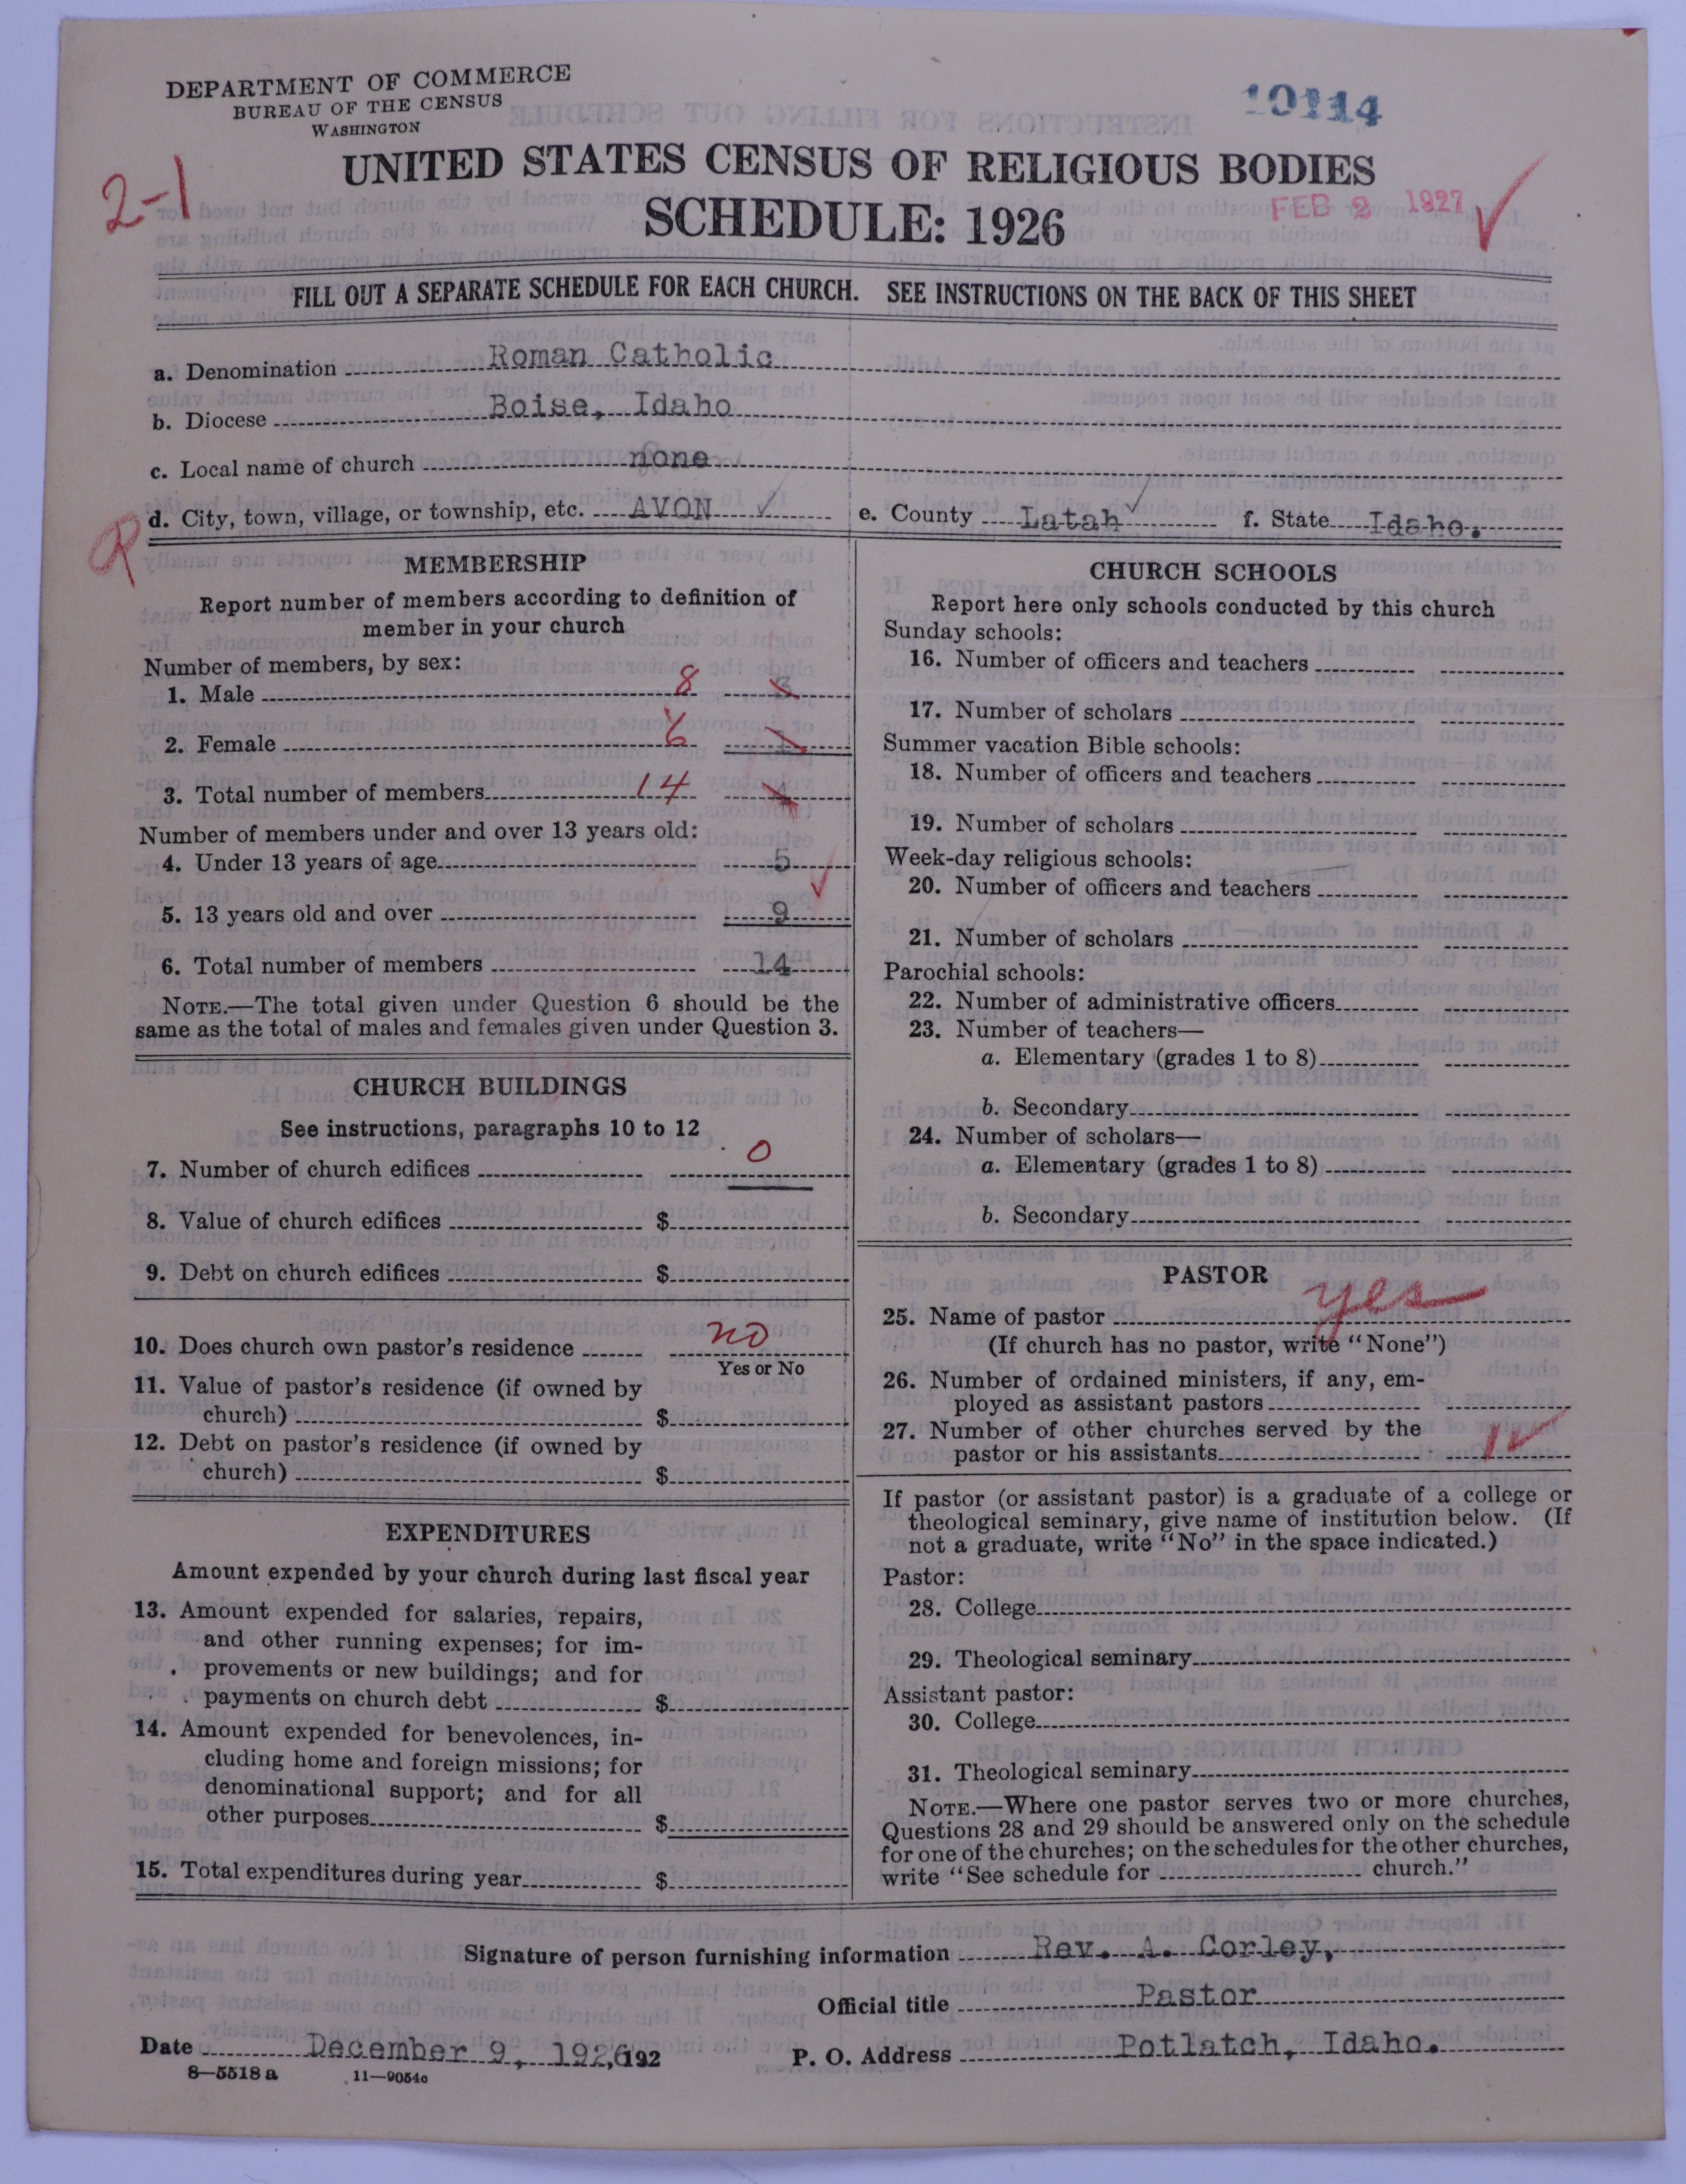 DEPARTMENT OF COMMERCE
BUREAU OF THE CENSUS
WASHINGTON
10114
2-1
UNITED STATES CENSUS OF RELIGIOUS BODIES
SCHEDULE: 1926
FEB 2 1927
FILL OUT A SEPARATE SCHEDULE FOR EACH CHURCH. SEE INSTRUCTIONS ON THE BACK OF THIS SHEET
a. Denomination Roman Catholic
b. Diocese Boise, Idaho
c. Local name of church none
d. City, town, village, or township, etc. AVON e. County Latah f. State Idaho.
MEMBERSHIP
Report number of members according to definition of
member in your church
Number of members, by sex:
1. Male 8
2. Female 6
3. Total number of members 14
Number of members under and over 13 years old:
4. Under 13 years of age 5
5. 13 years old and over 9
6. Total number of members 14
NOTE.—The total given under Question 6 should be the
same as the total of males and females given under Question 3.
CHURCH BUILDINGS
See instructions, paragraphs 10 to 12
7. Number of church edifices 0
8. Value of church edifices $
9. Debt on church edifices $
10. Does church own pastor's residence no
Yes or No
11. Value of pastor's residence (if owned by
church) $
12. Debt on pastor's residence (if owned by
church) $
EXPENDITURES
Amount expended by your church during last fiscal year
13. Amount expended for salaries, repairs,
and other running expenses; for im-
provements or new buildings; and for
payments on church debt $
14. Amount expended for benevolences, in-
cluding home and foreign missions; for
denominational support; and for all
other purposes $
15. Total expenditures during year $
CHURCH SCHOOLS
Report here only schools conducted by this church
Sunday schools:
16. Number of officers and teachers
17. Number of scholars
Summer vacation Bible schools:
18. Number of officers and teachers
19. Number of scholars
Week-day religious schools:
20. Number of officers and teachers
21. Number of scholars
Parochial schools:
22. Number of administrative officers
23. Number of teachers—
a. Elementary (grades 1 to 8)
b. Secondary
24. Number of scholars—
a. Elementary (grades 1 to 8)
b. Secondary
PASTOR
25. Name of pastor yes
(If church has no pastor, write "None")
26. Number of ordained ministers, if any, em-
ployed as assistant pastors
27. Number of other churches served by the
pastor or his assistants 1
If pastor (or assistant pastor) is a graduate of a college or
theological seminary, give name of institution below. (If
not a graduate, write "No" in the space indicated.)
Pastor:
28. College
29. Theological seminary
Assistant pastor:
30. College
31. Theological seminary
NOTE.—Where one pastor serves two or more churches,
Questions 28 and 29 should be answered only on the schedule
for one of the churches; on the schedules for the other churches,
write "See schedule for church."
Signature of person furnishing information Rev. A. Corley,
Official title Pastor
Date December 9, 1926, 192 P. O. Address Potlatch, Idaho.
8—5518 a 11—9054c